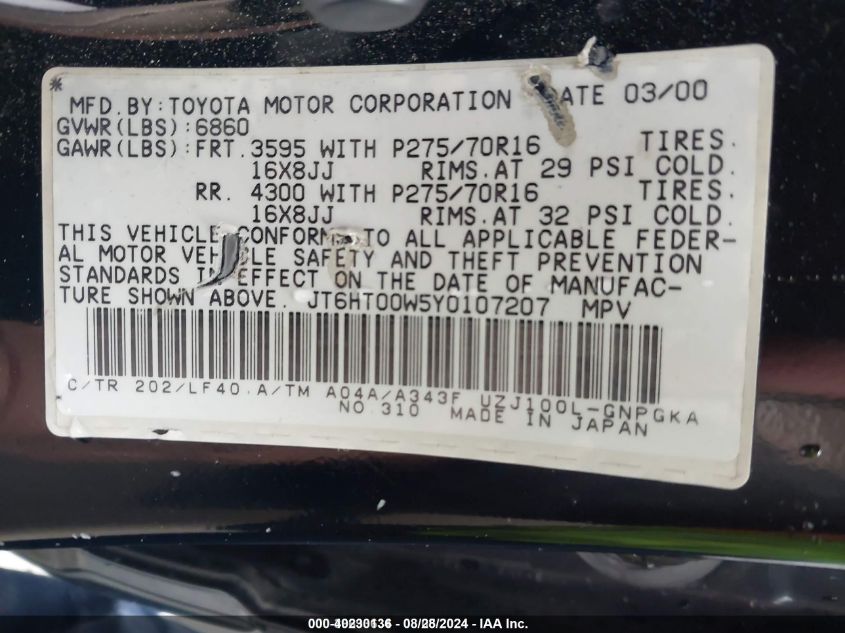 *
MFD.BY:TOYOTA MOTOR CORPORATION ATE 03/00
GVWR(LBS):6860
GAWR(LBS):FRT.3595 WITH P275/70R16 TIRES.
16X8JJ RIMS.AT 29 PSI COLD.
RR. 4300 WITH P275/70R16 TIRES.
16X8JJ RIMS.AT 32 PSI COLD.
THIS VEHICLE CONFORM TO ALL APPLICABLE FEDER-
AL MOTOR VEHICLE SAFETY AND THEFT PREVENTION
STANDARDS IN EFFECT ON THE DATE OF MANUFAC-
TURE SHOWN ABOVE. JT6HT00W5Y0107207 MPV
C/TR 202/LF40.A/TM A04A/A343F UZJ100L-GNPGKA
NO.310 MADE IN JAPAN
- 08/28/2024 - IAA Inc.